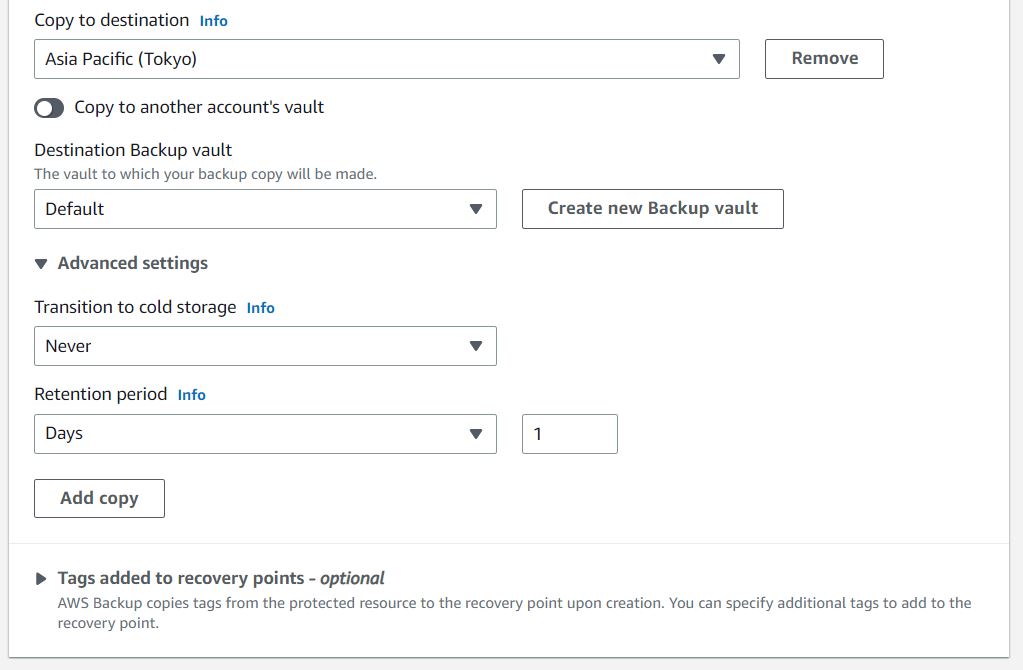 Copy to destination Info
Asia Pacific (Tokyo)
Remove
Copy to another account's vault
Destination Backup vault
The vault to which your backup copy will be made.
Default
Create new Backup vault
Advanced settings
Transition to cold storage Info
Never
Retention period Info
Days
1
Add copy
Tags added to recovery points - optional
AWS Backup copies tags from the protected resource to the recovery point upon creation. You can specify additional tags to add to the
recovery point.